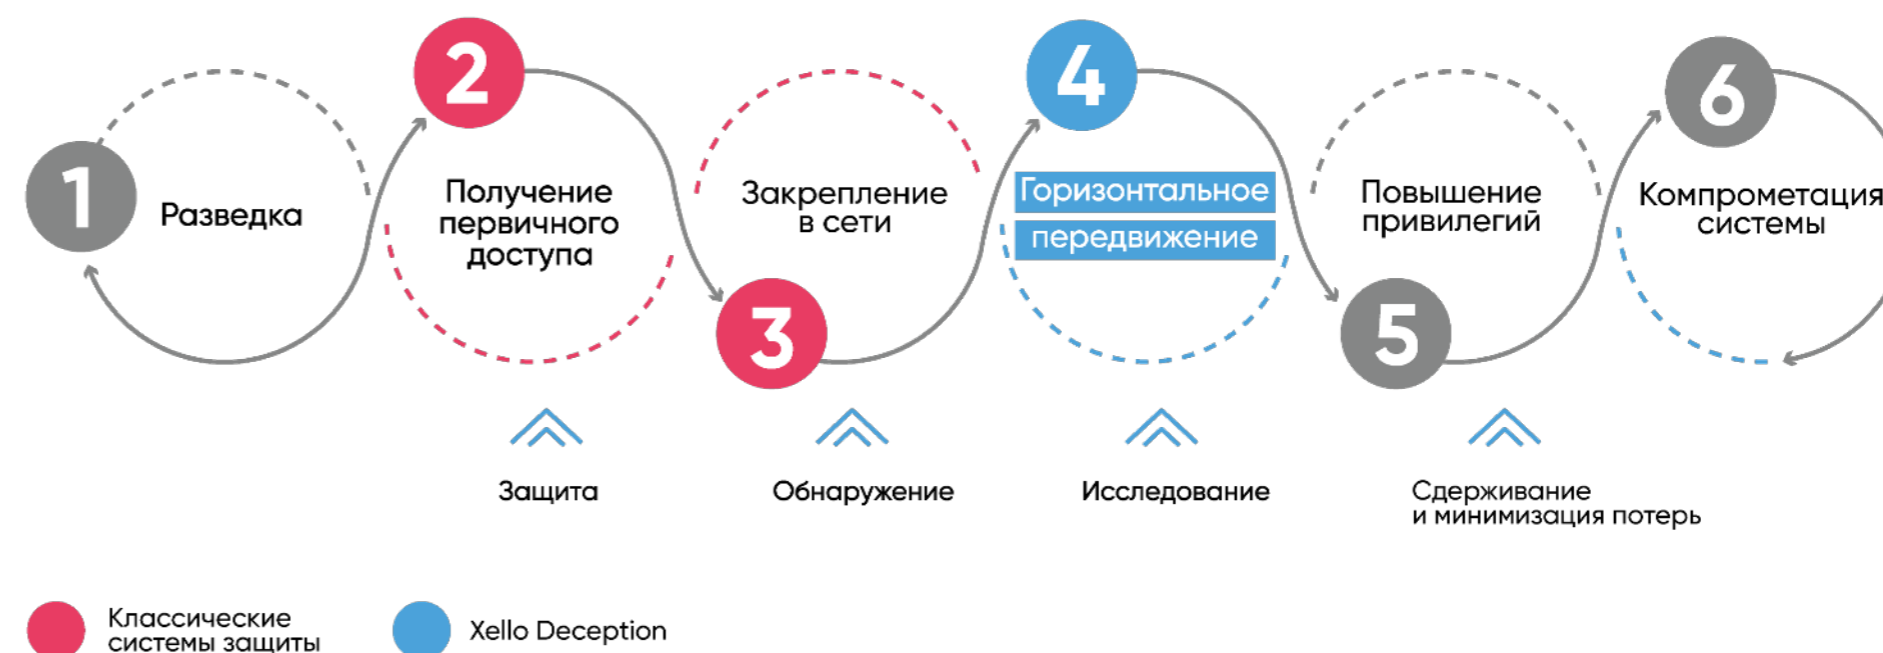 1
Разведка
2
Получение
первичного
доступа
3
Закрепление
в сети
4
Горизонтальное
передвижение
5
Повышение
привилегий
6
Компрометация
системы
Защита
Обнаружение
Исследование
Сдерживание
и минимизация потерь
Классические
системы защиты
Xello Deception